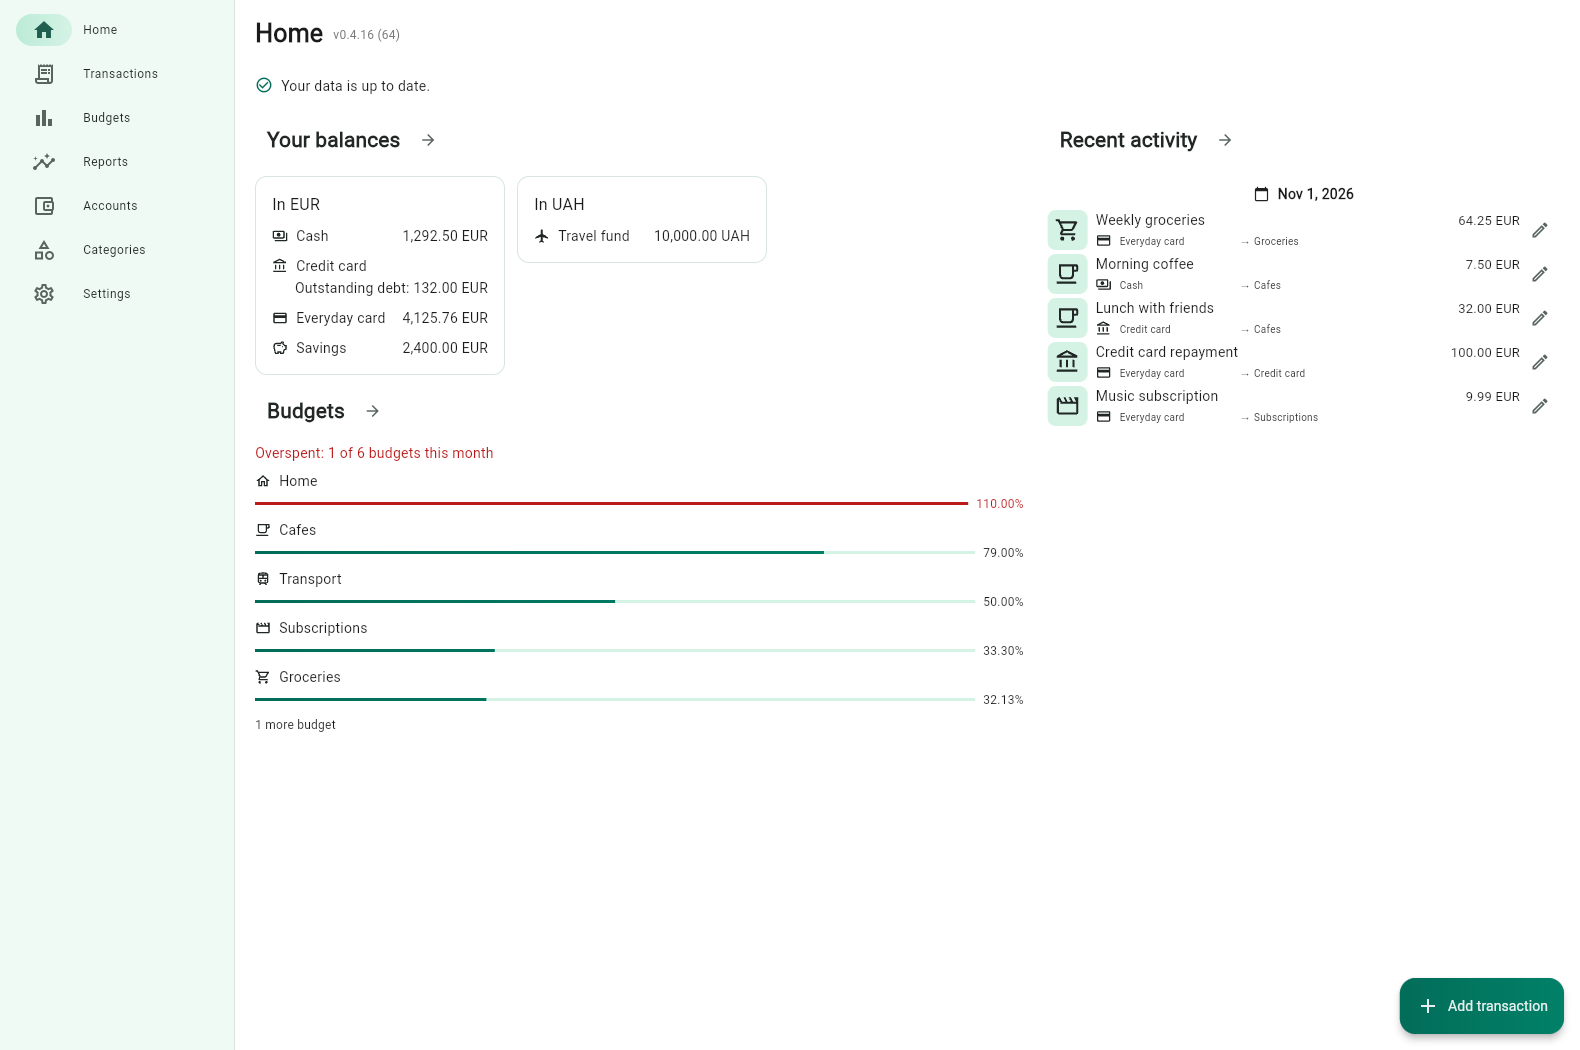 Home
Transactions
Budgets
Reports
Accounts
Categories
Settings
Home v0.4.16 (64)
Your data is up to date.
Your balances →
In EUR
Cash 1,292.50 EUR
Credit card
Outstanding debt: 132.00 EUR
Everyday card 4,125.76 EUR
Savings 2,400.00 EUR
In UAH
Travel fund 10,000.00 UAH
Budgets →
Overspent: 1 of 6 budgets this month
Home
110.00%
Cafes
79.00%
Transport
50.00%
Subscriptions
33.30%
Groceries
32.13%
1 more budget
Recent activity →
Nov 1, 2026
Weekly groceries 64.25 EUR
Everyday card → Groceries
Morning coffee 7.50 EUR
Cash → Cafes
Lunch with friends 32.00 EUR
Credit card → Cafes
Credit card repayment 100.00 EUR
Everyday card → Credit card
Music subscription 9.99 EUR
Everyday card → Subscriptions
Add transaction